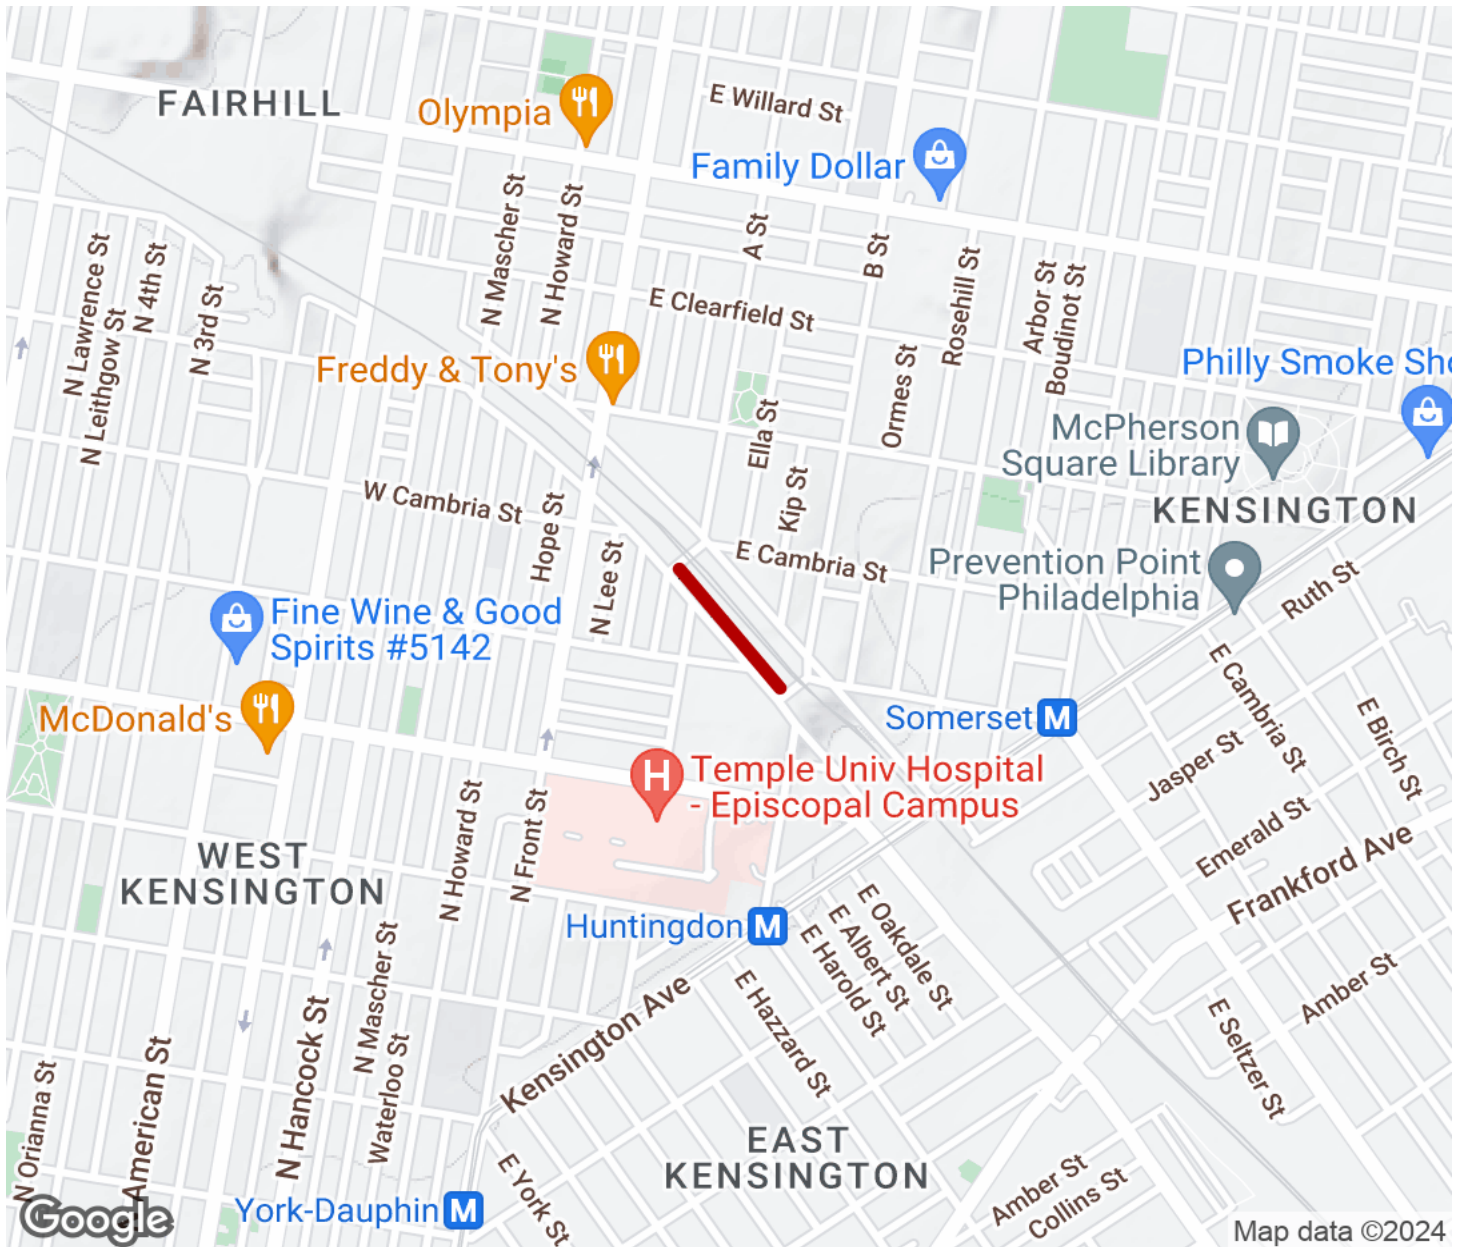 FAIRHILL
Olympia
E Willard St
Family Dollar
N Mascher St
N Howard St
A St
B St
N Lawrence St
N Leithgow St
N 4th St
N 3rd St
E Clearfield St
Rosehill St
Arbor St
Boudinot St
Freddy & Tony's
Ormes St
Ella St
Kip St
Philly Smoke Sho
McPherson
Square Library
KENSINGTON
W Cambria St
Hope St
N Lee St
E Cambria St
Prevention Point
Philadelphia
Ruth St
Fine Wine & Good
Spirits #5142
McDonald's
Somerset M
E Cambria St
E Birch St
Jasper St
Emerald St
Frankford Ave
H Temple Univ Hospital
- Episcopal Campus
N Howard St
N Front St
WEST
KENSINGTON
Huntingdon M
E Oakdale St
E Albert St
E Harold St
E Hazzard St
Amber St
E Seltzer St
Kensington Ave
N Mascher St
Waterloo St
N Hancock St
American St
N Orianna St
EAST
KENSINGTON
E York St
York-Dauphin M
Amber St
Collins St
Google
Map data ©2024